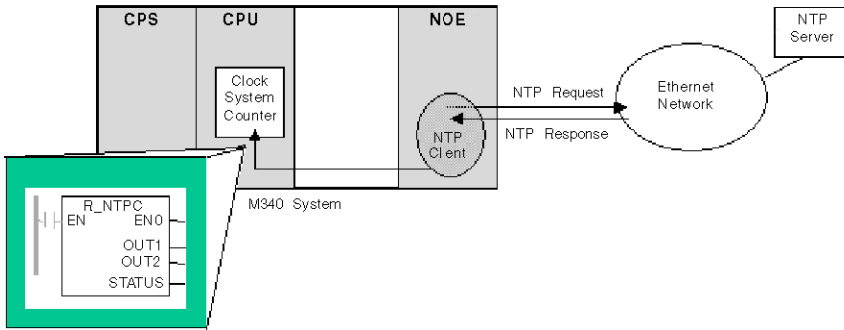 CPS
CPU
NOE
NTP
Server
Clock
System
Counter
NTP Request
Ethernet
Network
NTP Response
NTP
Client
M340 System
R_NTPC
EN
ENO
OUT1
OUT2
STATUS